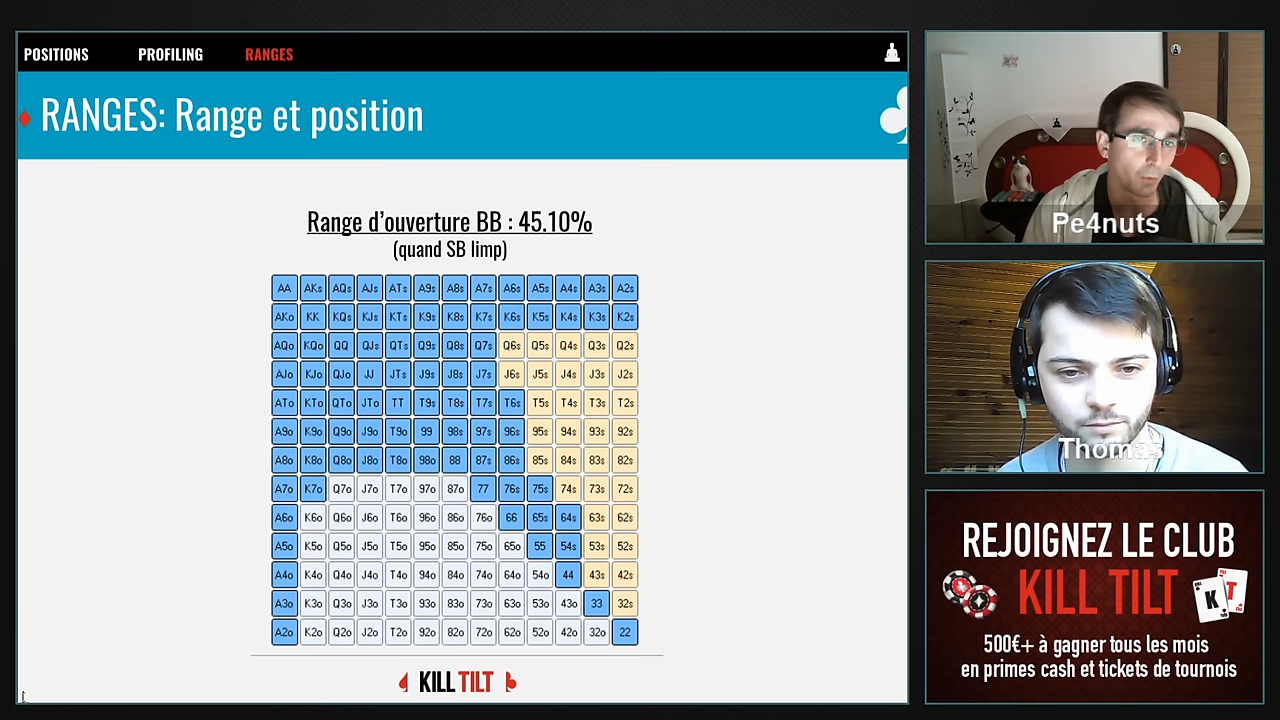 POSITIONS PROFILING RANGES
RANGES: Range et position
Range d'ouverture BB : 45.10%
(quand SB limp)
AA AKs AQs AJs ATs A9s A8s A7s A6s A5s A4s A3s A2s
AKo KK KQs KJs KTs K9s K8s K7s K6s K5s K4s K3s K2s
AQo KQo QQ QJs QTs Q9s Q8s Q7s Q6s Q5s Q4s Q3s Q2s
AJo KJo QJo JJ JTs J9s J8s J7s J6s J5s J4s J3s J2s
ATo KTo QTo JTo TT T9s T8s T7s T6s T5s T4s T3s T2s
A9o K9o Q9o J9o T9o 99 98s 97s 96s 95s 94s 93s 92s
A8o K8o Q8o J8o T8o 98o 88 87s 86s 85s 84s 83s 82s
A7o K7o Q7o J7o T7o 97o 87o 77 76s 75s 74s 73s 72s
A6o K6o Q6o J6o T6o 96o 86o 76o 66 65s 64s 63s 62s
A5o K5o Q5o J5o T5o 95o 85o 75o 65o 55 54s 53s 52s
A4o K4o Q4o J4o T4o 94o 84o 74o 64o 54o 44 43s 42s
A3o K3o Q3o J3o T3o 93o 83o 73o 63o 53o 43o 33 32s
A2o K2o Q2o J2o T2o 92o 82o 72o 62o 52o 42o 32o 22
KILL TILT
Pe4nuts
Thomas
REJOIGNEZ LE CLUB
KILL TILT
K T
500€+ à gagner tous les mois
en primes cash et tickets de tournois